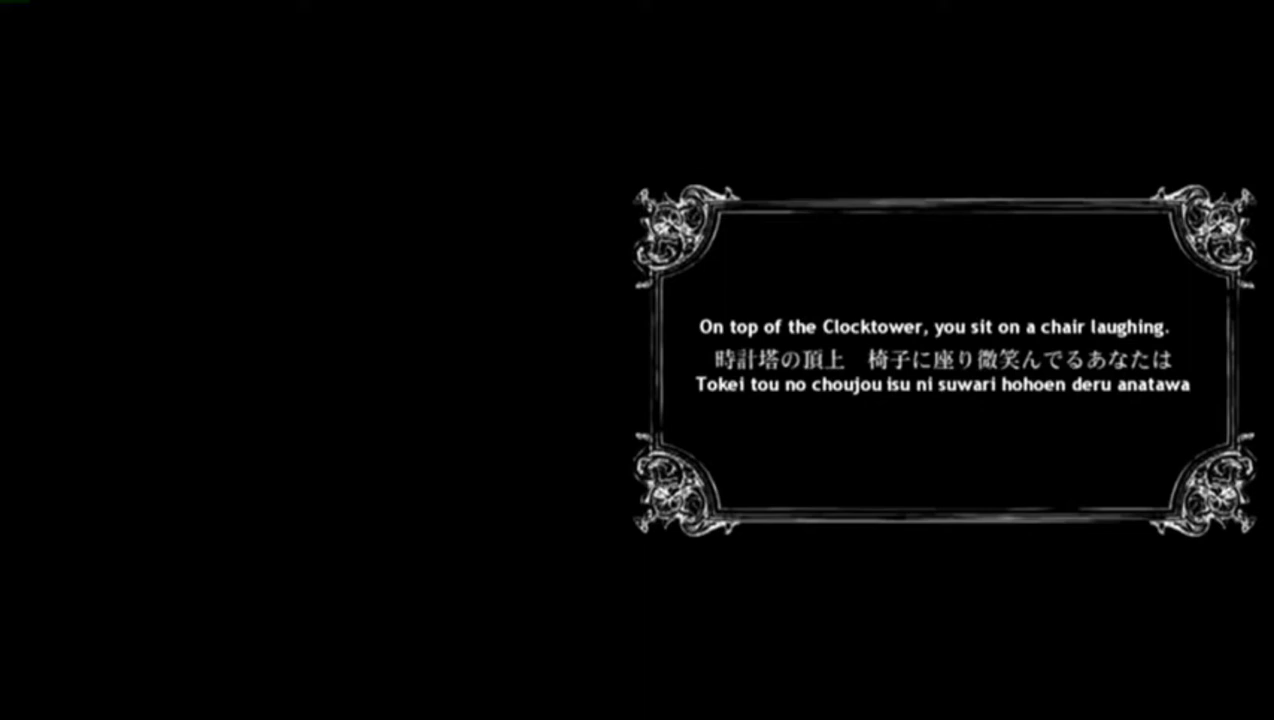 On top of the Clocktower, you sit on a chair laughing.
時計塔の頂上　椅子に座り微笑んでるあなたは
Tokei tou no choujou isu ni suwari hohoen deru anatawa